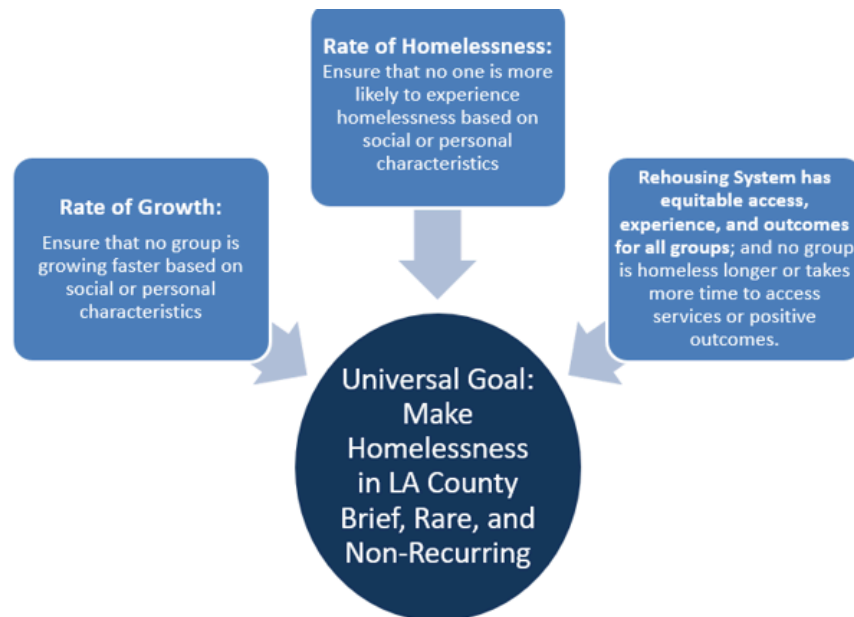 Rate of Homelessness:
Ensure that no one is more
likely to experience
homelessness based on
social or personal
characteristics
Rate of Growth:
Ensure that no group is
growing faster based on
social or personal
characteristics
Rehousing System has
equitable access,
experience, and outcomes
for all groups; and no group
is homeless longer or takes
more time to access
services or positive
outcomes.
Universal Goal:
Make
Homelessness
in LA County
Brief, Rare, and
Non-Recurring